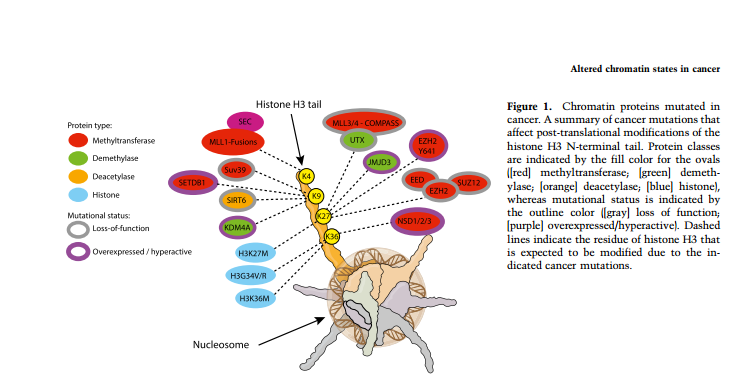 Altered chromatin states in cancer
Histone H3 tail
Protein type:
Methyltransferase
Demethylase
Deacetylase
Histone
Mutational status:
Loss-of-function
Overexpressed / hyperactive
SEC
MLL1-Fusions
Suv39
SETDB1
SIRT6
KDM4A
H3K27M
H3G34V/R
H3K36M
K4
K9
K27
K36
MLL3/4 - COMPASS
UTX
JMJD3
EZH2
Y641
EED
EZH2
SUZ12
NSD1/2/3
Nucleosome
Figure 1. Chromatin proteins mutated in
cancer. A summary of cancer mutations that
affect post-translational modifications of the
histone H3 N-terminal tail. Protein classes
are indicated by the fill color for the ovals
([red] methyltransferase; [green] demeth-
ylase; [orange] deacetylase; [blue] histone),
whereas mutational status is indicated by
the outline color ([gray] loss of function;
[purple] overexpressed/hyperactive). Dashed
lines indicate the residue of histone H3 that
is expected to be modified due to the in-
dicated cancer mutations.